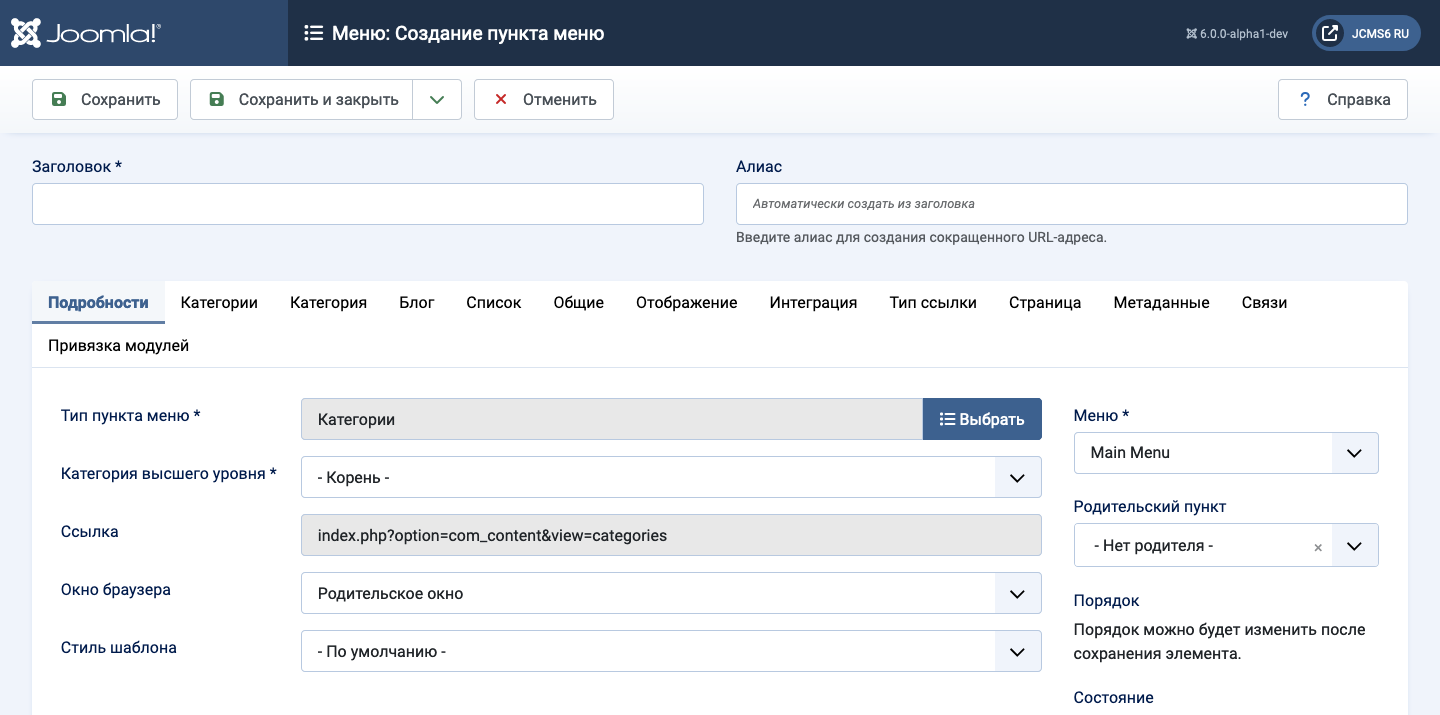 Joomla!®
Меню: Создание пункта меню
6.0.0-alpha1-dev
JCMS6 RU
Сохранить
Сохранить и закрыть
Отменить
? Справка
Заголовок *
Алиас
Автоматически создать из заголовка
Введите алиас для создания сокращенного URL-адреса.
Подробности Категории Категория Блог Список Общие Отображение Интеграция Тип ссылки Страница Метаданные Связи
Привязка модулей
Тип пункта меню *
Категории
Выбрать
Категория высшего уровня *
- Корень -
Ссылка
index.php?option=com_content&view=categories
Окно браузера
Родительское окно
Стиль шаблона
- По умолчанию -
Меню *
Main Menu
Родительский пункт
- Нет родителя - ×
Порядок
Порядок можно будет изменить после
сохранения элемента.
Состояние